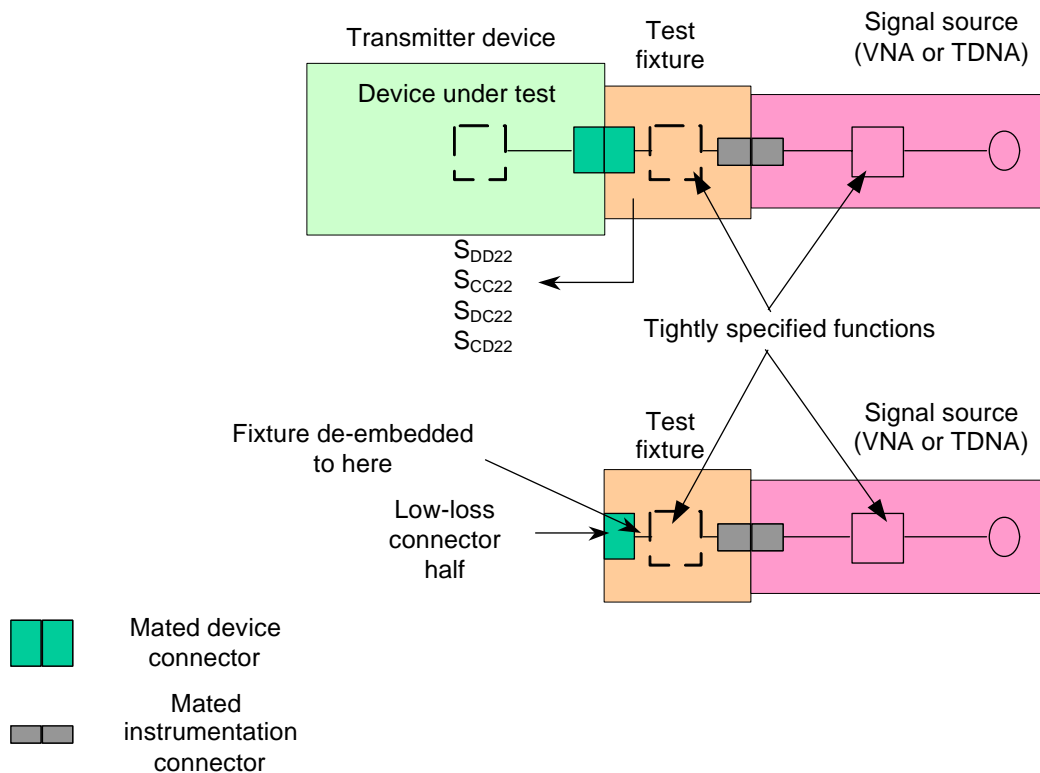 Transmitter device
Test
fixture
Signal source
(VNA or TDNA)
Device under test
SDD22
SCC22
SDC22
SCD22
Tightly specified functions
Fixture de-embedded
to here
Test
fixture
Signal source
(VNA or TDNA)
Low-loss
connector
half
Mated device
connector
Mated
instrumentation
connector